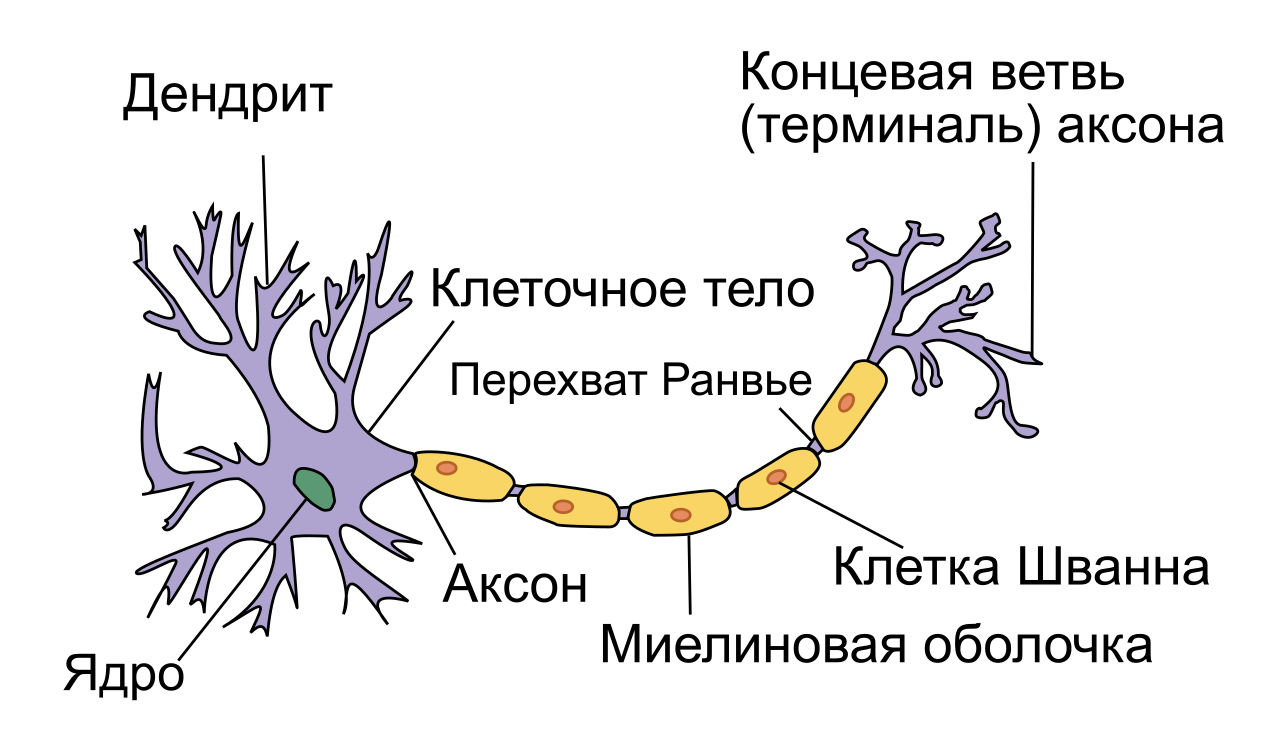 Дендрит
Концевая ветвь
(терминаль) аксона
Клеточное тело
Перехват Ранвье
Клетка Шванна
Аксон
Миелиновая оболочка
Ядро